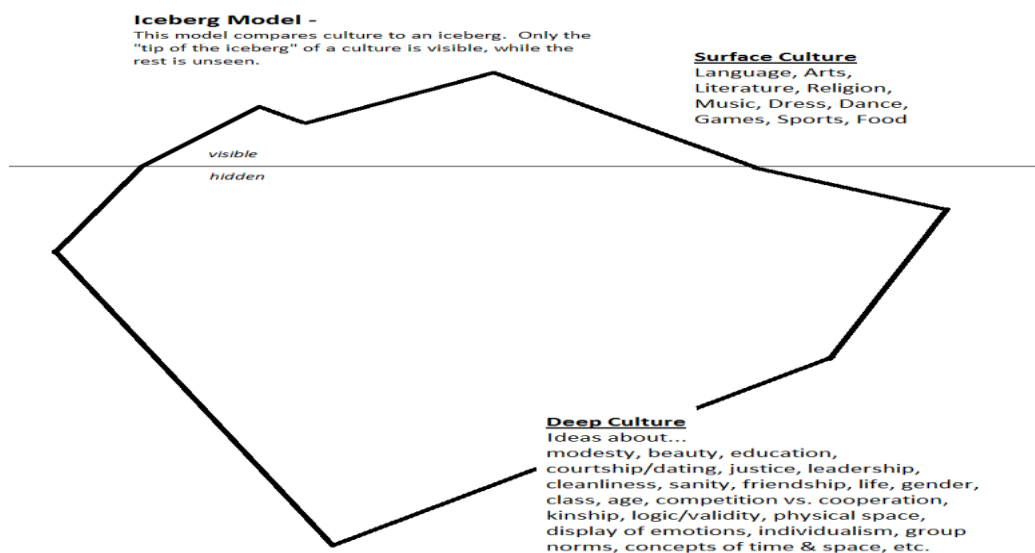 Iceberg Model -
This model compares culture to an iceberg. Only the
"tip of the iceberg" of a culture is visible, while the
rest is unseen.
Surface Culture
Language, Arts,
Literature, Religion,
Music, Dress, Dance,
Games, Sports, Food
visible
hidden
Deep Culture
Ideas about...
modesty, beauty, education,
courtship/dating, justice, leadership,
cleanliness, sanity, friendship, life, gender,
class, age, competition vs. cooperation,
kinship, logic/validity, physical space,
display of emotions, individualism, group
norms, concepts of time & space, etc.